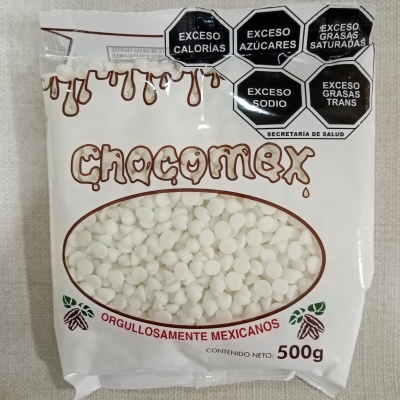 EXCESO
CALORÍAS
EXCESO
AZÚCARES
EXCESO
GRASAS
SATURADAS
EXCESO
SODIO
EXCESO
GRASAS
TRANS
SECRETARÍA DE SALUD
Chocomex
ORGULLOSAMENTE MEXICANOS
CONTENIDO NETO: 500g